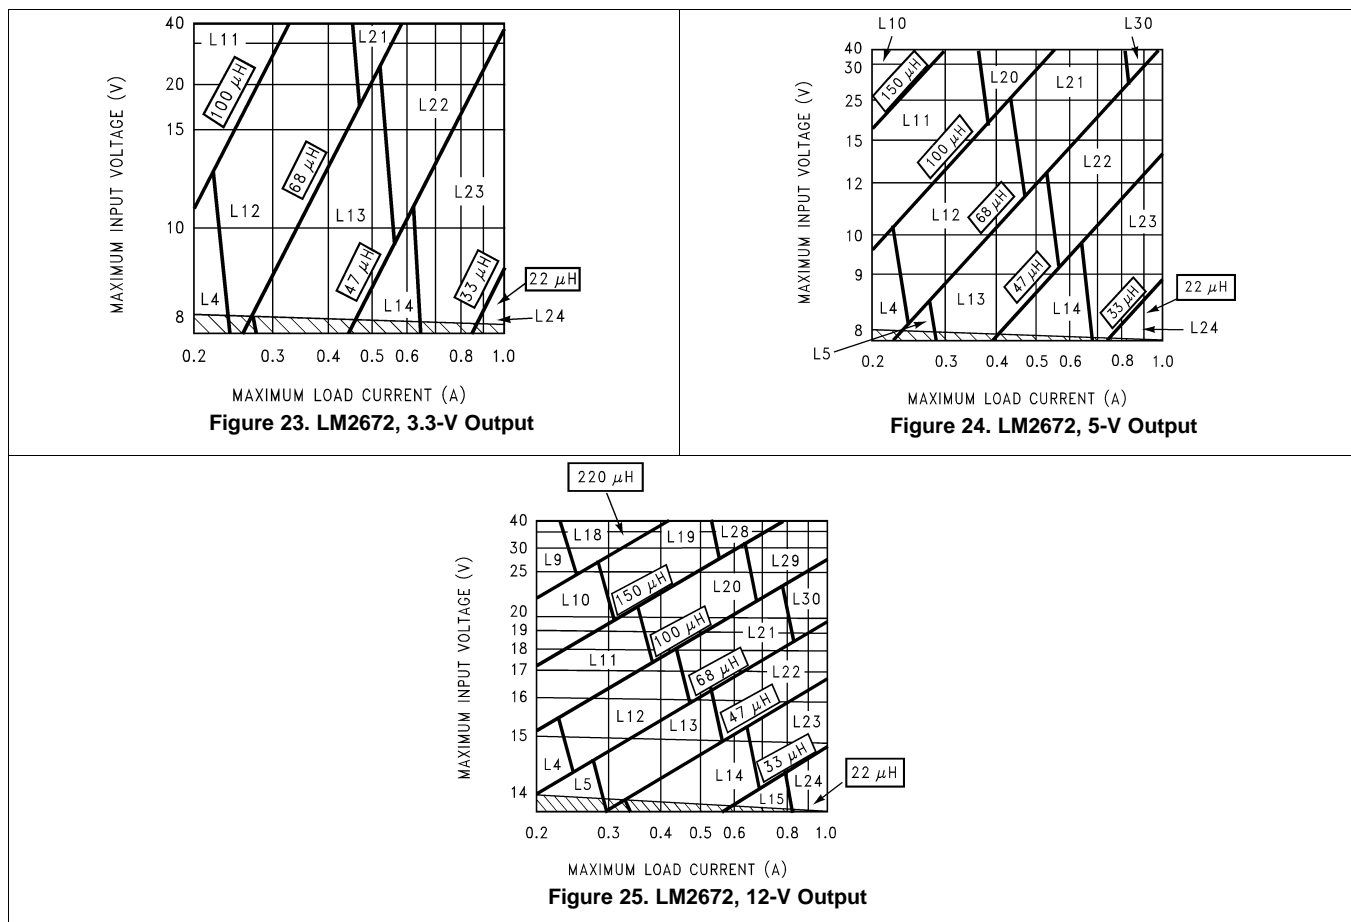 40
20
15
10
8
MAXIMUM INPUT VOLTAGE (V)
L11
L21
100 μH
L22
68 μH
L23
L12
L13
47 μH
33 μH
22 μH
L4
L14
L24
0.2 0.3 0.4 0.5 0.6 0.8 1.0
MAXIMUM LOAD CURRENT (A)
Figure 23. LM2672, 3.3-V Output
L10
L30
40
30
25
15
12
10
9
8
MAXIMUM INPUT VOLTAGE (V)
150 μH
L20
L21
L11
100 μH
L22
L12
68 μH
L23
47 μH
33 μH
22 μH
L4
L13
L14
L24
L5
0.2 0.3 0.4 0.5 0.6 0.8 1.0
MAXIMUM LOAD CURRENT (A)
Figure 24. LM2672, 5-V Output
220 μH
40
30
25
20
19
18
17
16
15
14
MAXIMUM INPUT VOLTAGE (V)
L18
L19
L28
L9
L29
L10
150 μH
L20
L30
100 μH
L21
L11
68 μH
L22
L12
L13
47 μH
L23
L4
L5
L14
33 μH
L24
22 μH
L15
0.2 0.3 0.4 0.5 0.6 0.8 1.0
MAXIMUM LOAD CURRENT (A)
Figure 25. LM2672, 12-V Output